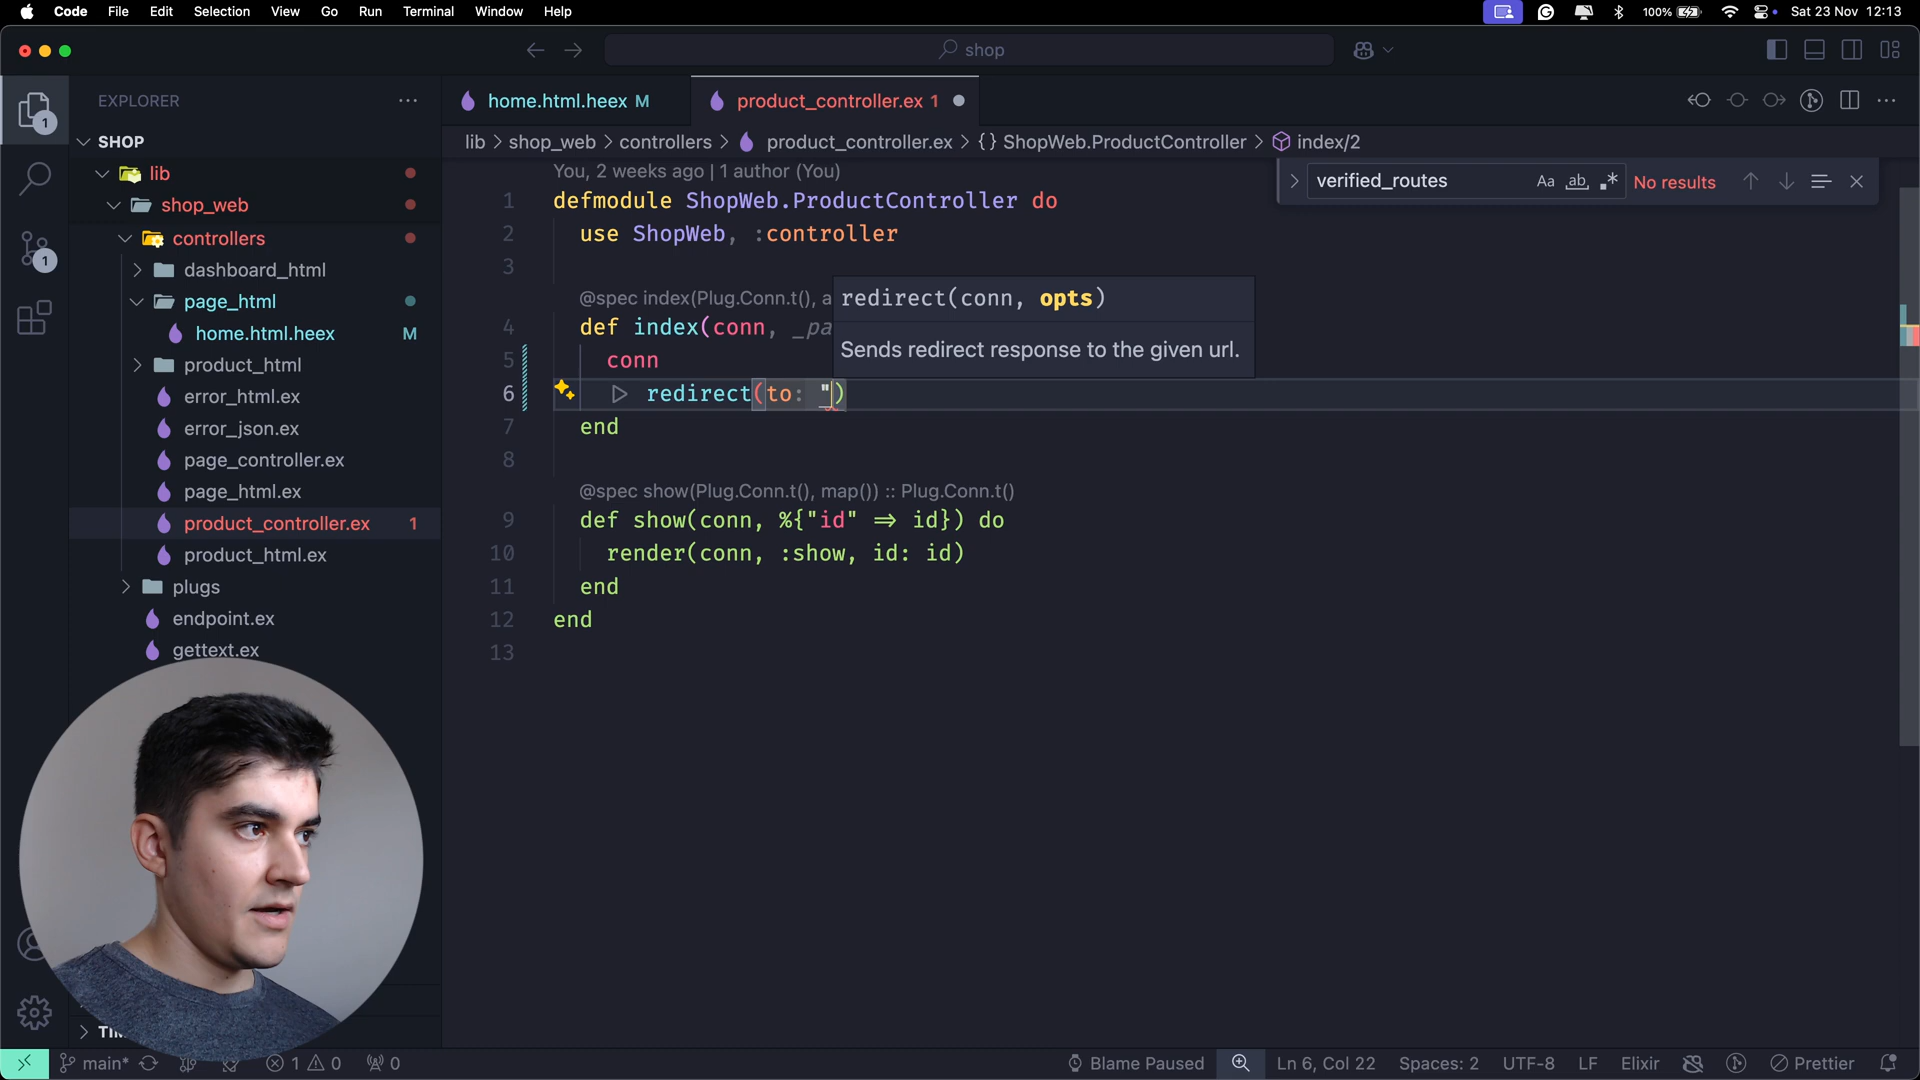 Code File Edit Selection View Go Run Terminal Window Help 100% Sat 23 Nov 12:13
shop
EXPLORER
SHOP
lib
shop_web
controllers
dashboard_html
page_html
home.html.heex M
product_html
error_html.ex
error_json.ex
page_controller.ex
page_html.ex
product_controller.ex 1
product_html.ex
plugs
endpoint.ex
gettext.ex
1
1
home.html.heex M
product_controller.ex 1
lib > shop_web > controllers > product_controller.ex > {} ShopWeb.ProductController > index/2
verified_routes Aa ab .* No results
You, 2 weeks ago | 1 author (You)
1 defmodule ShopWeb.ProductController do
2 use ShopWeb, :controller
3
@spec index(Plug.Conn.t(), a
4 def index(conn, _pa
5 conn
6 ▷ redirect(to: ")
7 end
8
@spec show(Plug.Conn.t(), map()) :: Plug.Conn.t()
9 def show(conn, %{"id" => id}) do
10 render(conn, :show, id: id)
11 end
12 end
13
redirect(conn, opts)
Sends redirect response to the given url.
main* 1 0 0 Blame Paused Ln 6, Col 22 Spaces: 2 UTF-8 LF Elixir Prettier